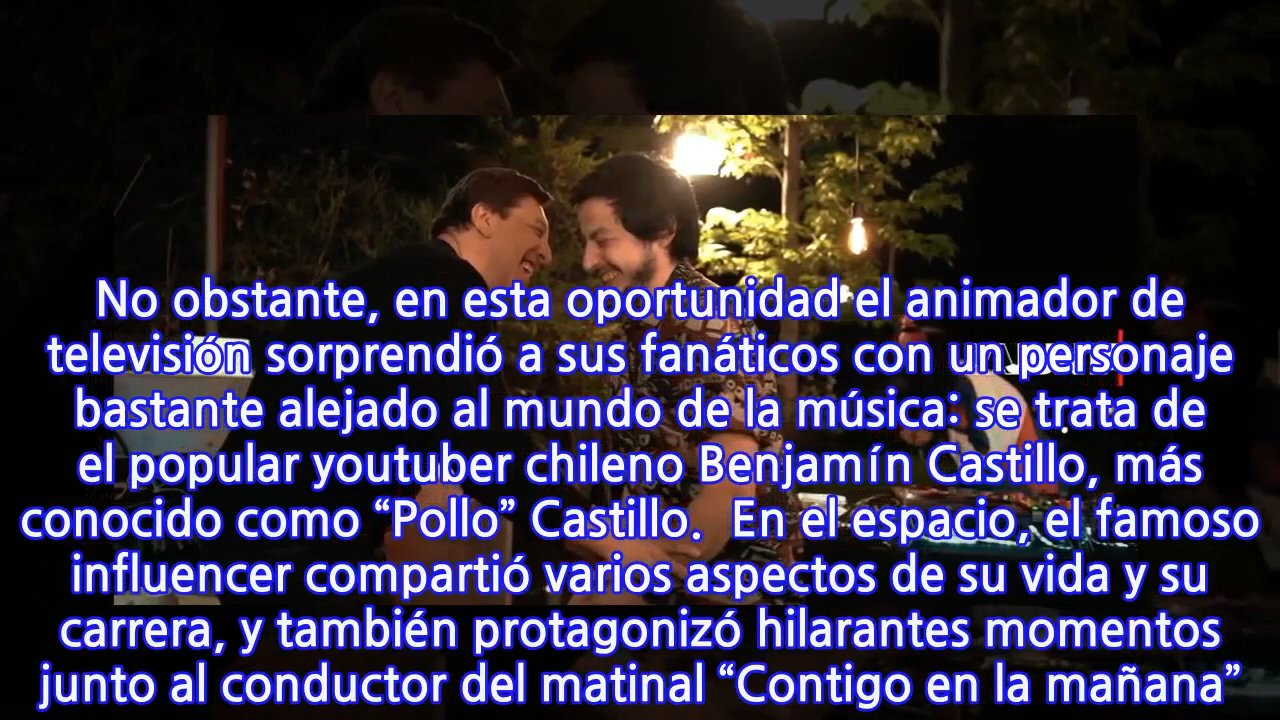 No obstante, en esta oportunidad el animador de
televisión sorprendió a sus fanáticos con un personaje
bastante alejado al mundo de la música: se trata de
el popular youtuber chileno Benjamín Castillo, más
conocido como “Pollo” Castillo.  En el espacio, el famoso
influencer compartió varios aspectos de su vida y su
carrera, y también protagonizó hilarantes momentos
junto al conductor del matinal “Contigo en la mañana”